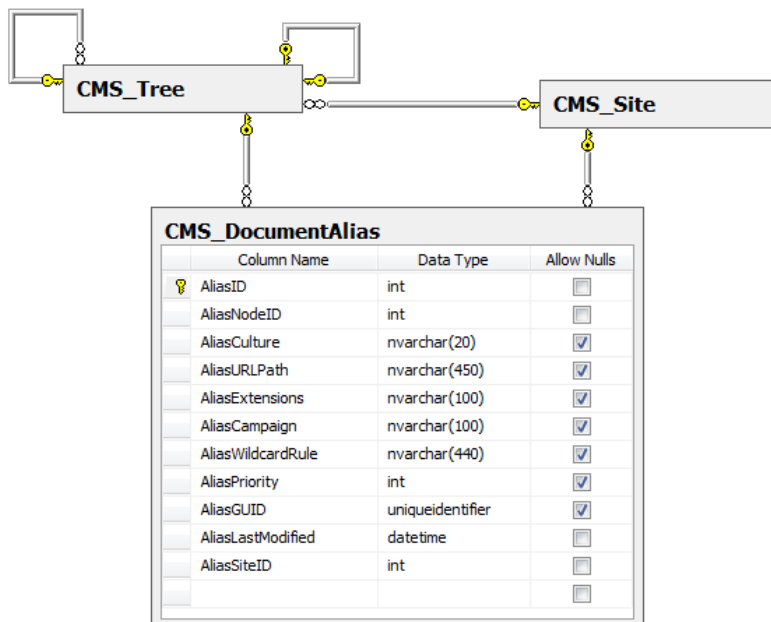 CMS_Tree
CMS_Site
CMS_DocumentAlias
Column Name Data Type Allow Nulls
AliasID int
AliasNodeID int
AliasCulture nvarchar(20)
AliasURLPath nvarchar(450)
AliasExtensions nvarchar(100)
AliasCampaign nvarchar(100)
AliasWildcardRule nvarchar(440)
AliasPriority int
AliasGUID uniqueidentifier
AliasLastModified datetime
AliasSiteID int